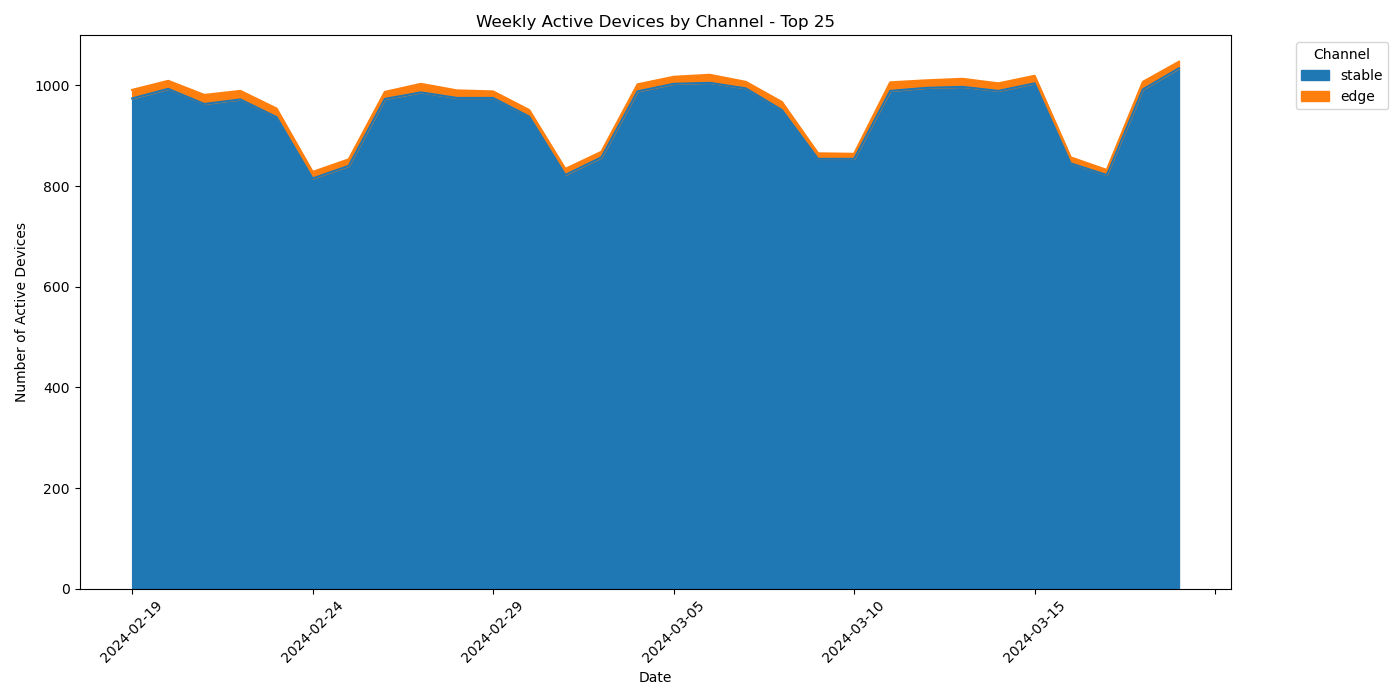 Weekly Active Devices by Channel - Top 25
Channel
stable
edge
Number of Active Devices
1000
800
600
400
200
0
2024-02-19
2024-02-24
2024-02-29
2024-03-05
2024-03-10
2024-03-15
Date